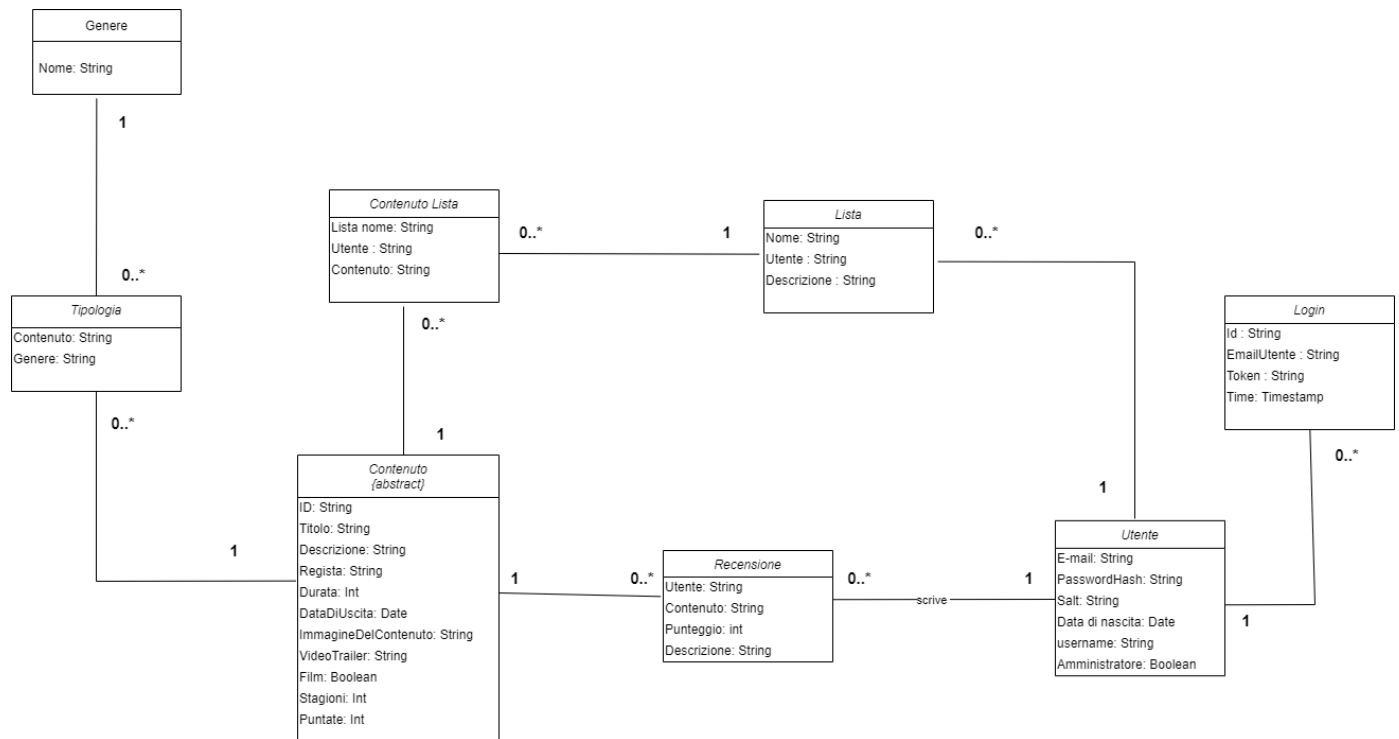 Genere
Nome: String
1
0..*
Tipologia
Contenuto: String
Genere: String
0..*
1
Contenuto Lista
Lista nome: String
Utente : String
Contenuto: String
0..*
1
0..*
1
Lista
Nome: String
Utente : String
Descrizione : String
0..*
1
Login
Id : String
EmailUtente : String
Token : String
Time: Timestamp
0..*
1
Contenuto
{abstract}
ID: String
Titolo: String
Descrizione: String
Regista: String
Durata: Int
DataDiUscita: Date
ImmagineDelContenuto: String
VideoTrailer: String
Film: Boolean
Stagioni: Int
Puntate: Int
1
0..*
Recensione
Utente: String
Contenuto: String
Punteggio: int
Descrizione: String
0..*
scrive
1
Utente
E-mail: String
PasswordHash: String
Salt: String
Data di nascita: Date
username: String
Amministratore: Boolean